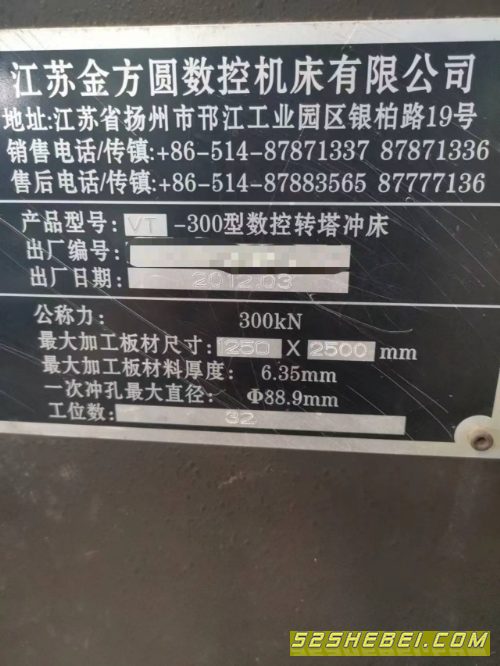 江苏金方圆数控机床有限公司
地址:江苏省扬州市邗江工业园区银柏路19号
销售电话/传镇:+86-514-87871337 87871336
售后电话/传镇:+86-514-87883565 87777136
产品型号: VT -300型数控转塔冲床
出厂编号:
出厂日期: 2012.03
公称力: 300kN
最大加工板材尺寸: 1250 X 2500 mm
最大加工板材料厚度: 6.35mm
一次冲孔最大直径: Φ88.9mm
工位数: 32
52SHEBEI.COM